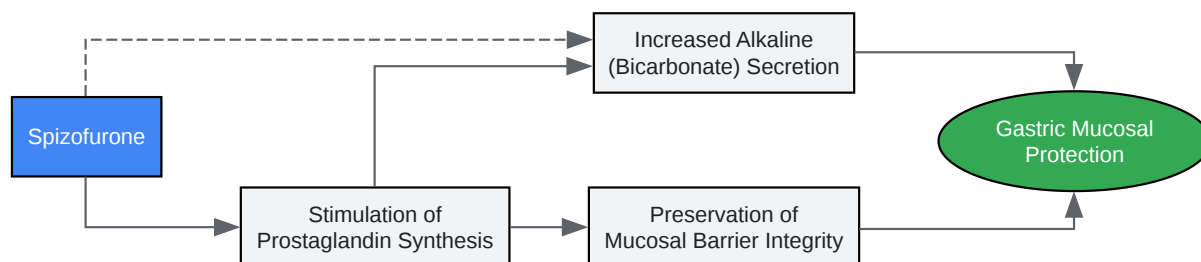 Increased Alkaline
(Bicarbonate) Secretion
Spizofurone
Gastric Mucosal
Protection
Stimulation of
Prostaglandin Synthesis
Preservation of
Mucosal Barrier Integrity